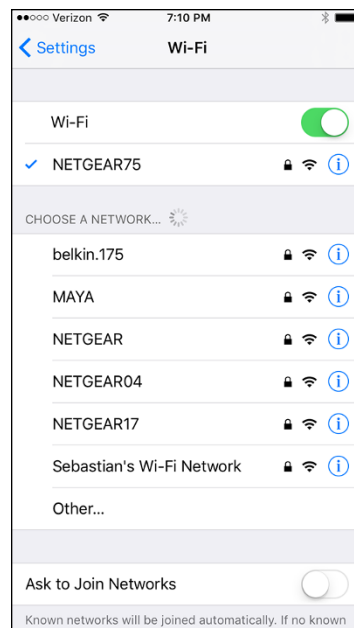 Verizon 7:10 PM
Settings Wi-Fi
Wi-Fi
NETGEAR75
CHOOSE A NETWORK...
belkin.175
MAYA
NETGEAR
NETGEAR04
NETGEAR17
Sebastian's Wi-Fi Network
Other...
Ask to Join Networks
Known networks will be joined automatically. If no known